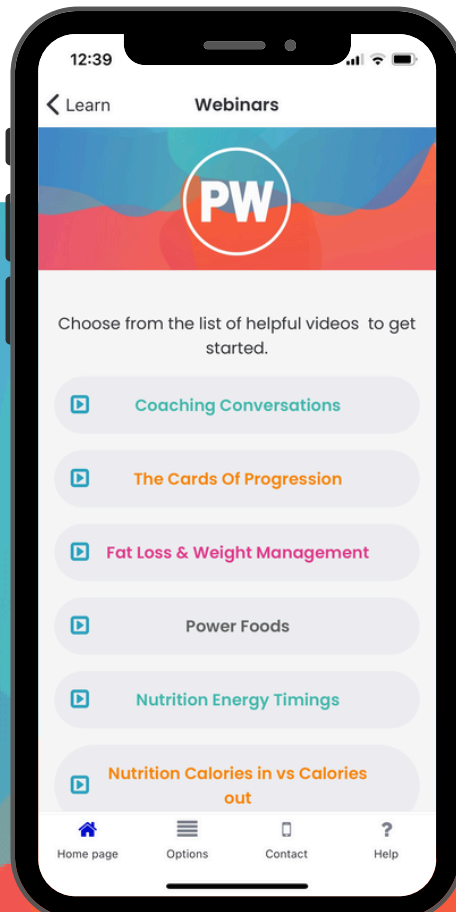 12:39
Learn Webinars
PW
Choose from the list of helpful videos to get
started.
Coaching Conversations
The Cards Of Progression
Fat Loss & Weight Management
Power Foods
Nutrition Energy Timings
Nutrition Calories in vs Calories
out
Home page Options Contact Help